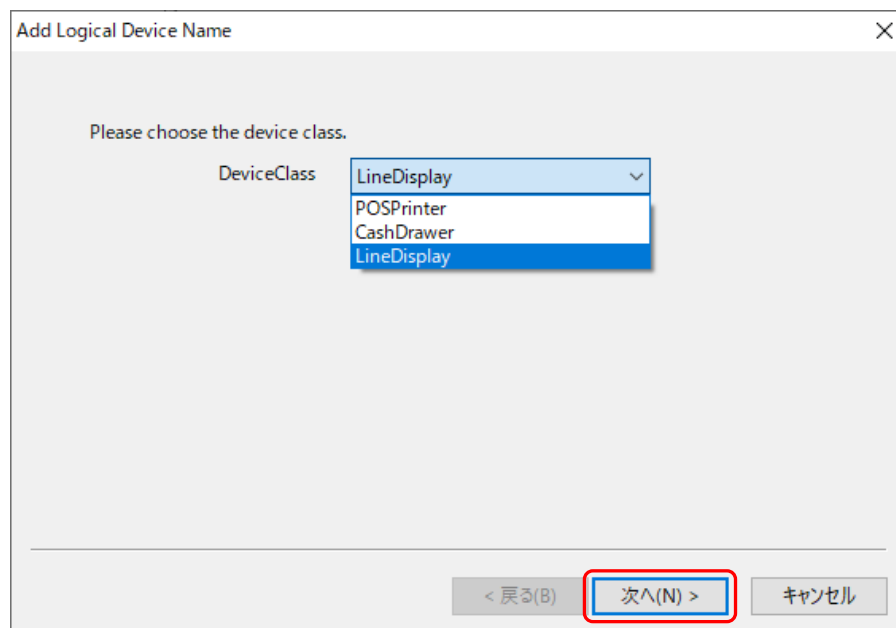 Add Logical Device Name
Please choose the device class.
DeviceClass
LineDisplay
POSPrinter
CashDrawer
LineDisplay
< 戻る(B)
次へ(N) >
キャンセル